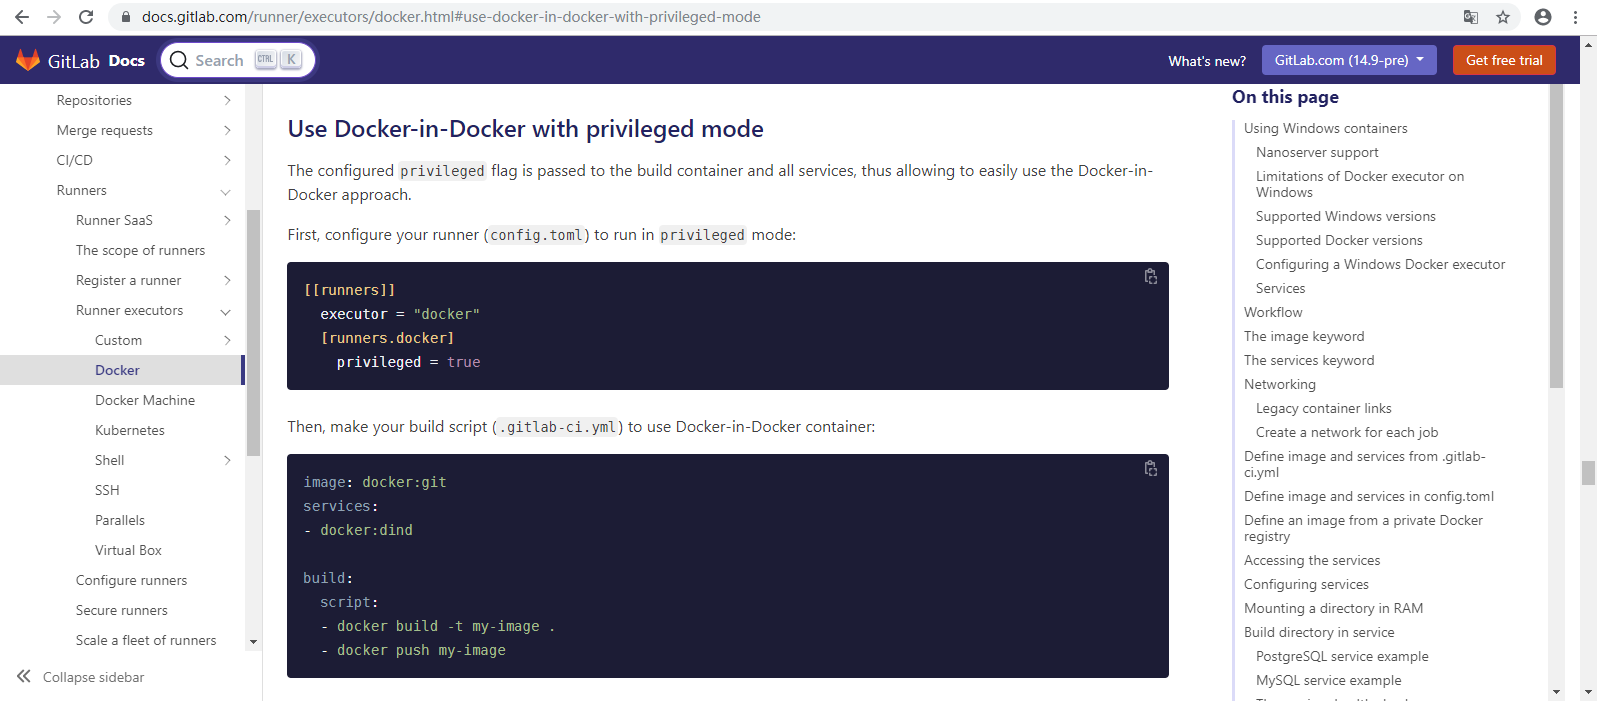 docs.gitlab.com/runner/executors/docker.html#use-docker-in-docker-with-privileged-mode
GitLab Docs
Search CTRL K
What's new?
GitLab.com (14.9-pre)
Get free trial
Repositories
Merge requests
CI/CD
Runners
Runner SaaS
The scope of runners
Register a runner
Runner executors
Custom
Docker
Docker Machine
Kubernetes
Shell
SSH
Parallels
Virtual Box
Configure runners
Secure runners
Scale a fleet of runners
Collapse sidebar
Use Docker-in-Docker with privileged mode
The configured privileged flag is passed to the build container and all services, thus allowing to easily use the Docker-in-
Docker approach.
First, configure your runner (config.toml) to run in privileged mode:
[[runners]]
executor = "docker"
[runners.docker]
privileged = true
Then, make your build script (.gitlab-ci.yml) to use Docker-in-Docker container:
image: docker:git
services:
- docker:dind
build:
script:
- docker build -t my-image .
- docker push my-image
On this page
Using Windows containers
Nanoserver support
Limitations of Docker executor on
Windows
Supported Windows versions
Supported Docker versions
Configuring a Windows Docker executor
Services
Workflow
The image keyword
The services keyword
Networking
Legacy container links
Create a network for each job
Define image and services from .gitlab-
ci.yml
Define image and services in config.toml
Define an image from a private Docker
registry
Accessing the services
Configuring services
Mounting a directory in RAM
Build directory in service
PostgreSQL service example
MySQL service example